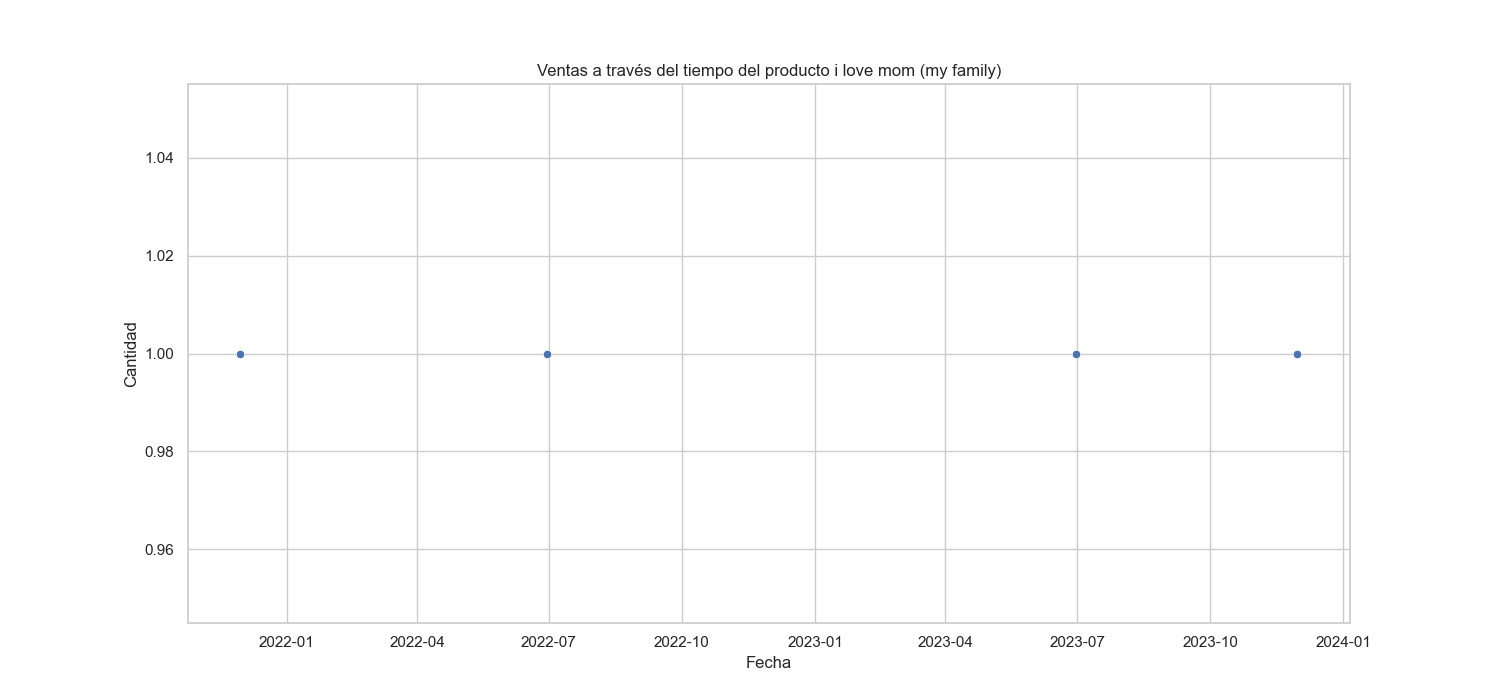 Ventas a través del tiempo del producto i love mom (my family)
1.04
1.02
1.00
0.98
0.96
Cantidad
2022-01 2022-04 2022-07 2022-10 2023-01 2023-04 2023-07 2023-10 2024-01
Fecha